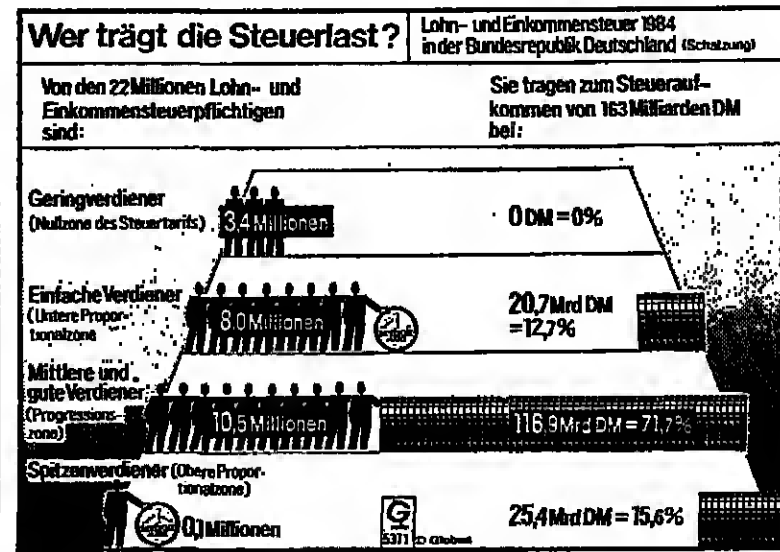 Wer trägt die Steuerlast?
Lohn- und Einkommensteuer 1984
in der Bundesrepublik Deutschland (Schätzung)
Von den 22 Millionen Lohn- und
Einkommensteuerpflichtigen
sind:
Sie tragen zum Steuerauf-
kommen von 163 Milliarden DM
bei:
Geringverdiener
(Nullzone des Steuertarifs)
3,4 Millionen
0 DM = 0%
Einfache Verdiener
(Untere Propor-
tionalzone
8,0 Millionen
20,7 Mrd DM
= 12,7%
Mittlere und
gute Verdiener
(Progressions-
zone)
10,5 Millionen
116,9 Mrd DM = 71,7%
Spitzenverdiener (Obere Propor-
tionalzone)
0,1 Millionen
G
5371
© Globus
25,4 Mrd DM = 15,6%